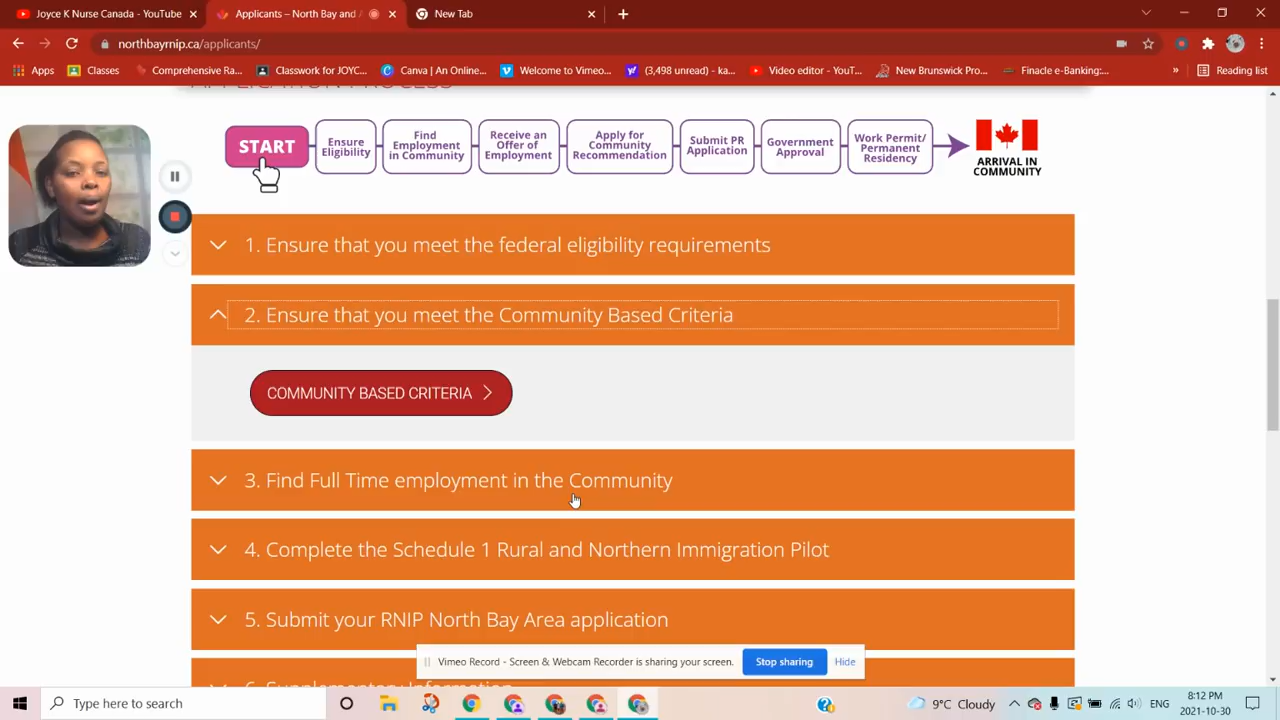 Joyce K Nurse Canada - YouTube
Applicants – North Bay and
New Tab
northbayrnip.ca/applicants/
Apps
Classes
Comprehensive Ra...
Classwork for JOYC...
Canva | An Online...
Welcome to Vimeo...
(3,498 unread) - ka...
Video editor - YouT...
New Brunswick Pro...
Finacle e-Banking:...
»
Reading list
APPLICATION PROCESS
START
Ensure
Eligibility
Find
Employment
in Community
Receive an
Offer of
Employment
Apply for
Community
Recommendation
Submit PR
Application
Government
Approval
Work Permit/
Permanent
Residency
ARRIVAL IN
COMMUNITY
1. Ensure that you meet the federal eligibility requirements
2. Ensure that you meet the Community Based Criteria
COMMUNITY BASED CRITERIA
3. Find Full Time employment in the Community
4. Complete the Schedule 1 Rural and Northern Immigration Pilot
5. Submit your RNIP North Bay Area application
6. Supplementary Information
Vimeo Record - Screen & Webcam Recorder is sharing your screen.
Stop sharing
Hide
Type here to search
9°C Cloudy
ENG
8:12 PM
2021-10-30